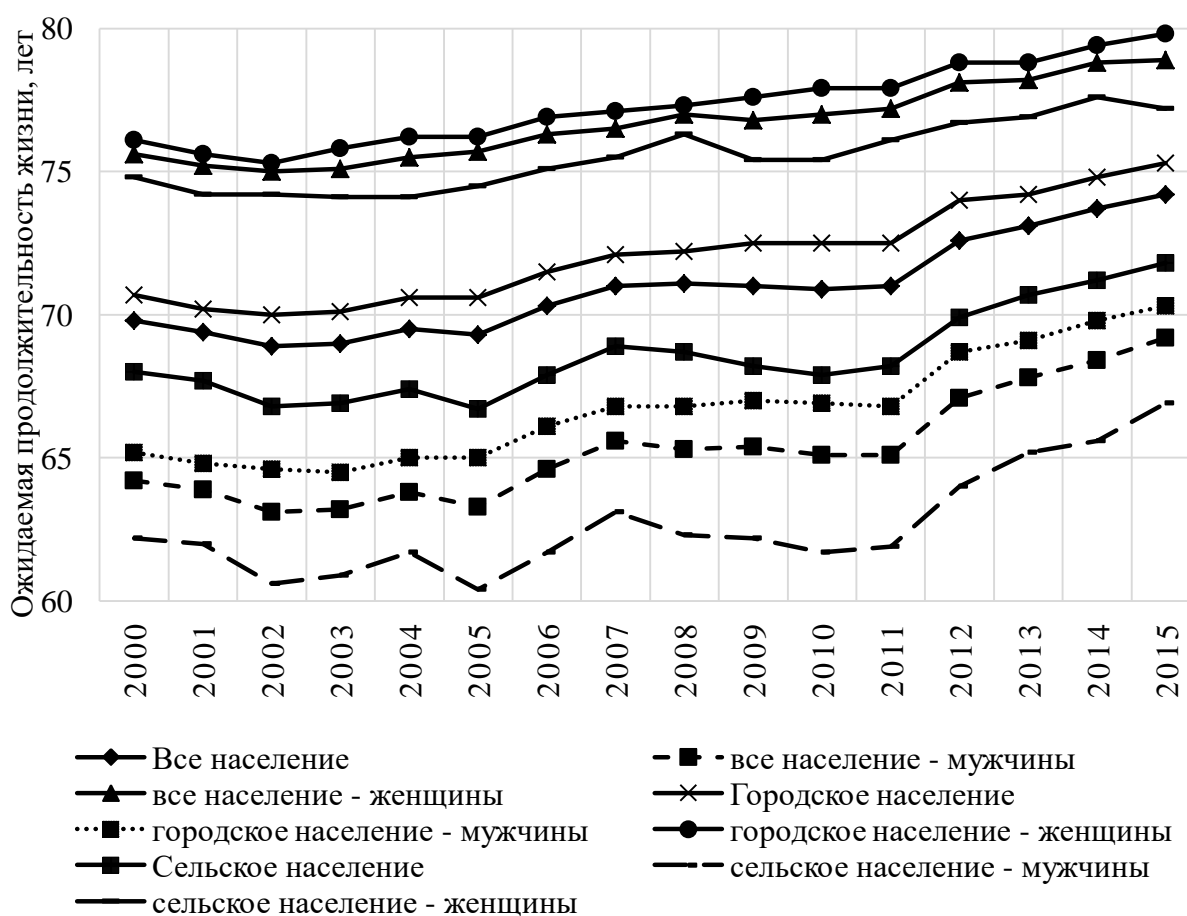 Ожидаемая продолжительность жизни, лет
80
75
70
65
60
2000 2001 2002 2003 2004 2005 2006 2007 2008 2009 2010 2011 2012 2013 2014 2015
Все население
все население - мужчины
все население - женщины
Городское население
городское население - мужчины
городское население - женщины
Сельское население
сельское население - мужчины
сельское население - женщины